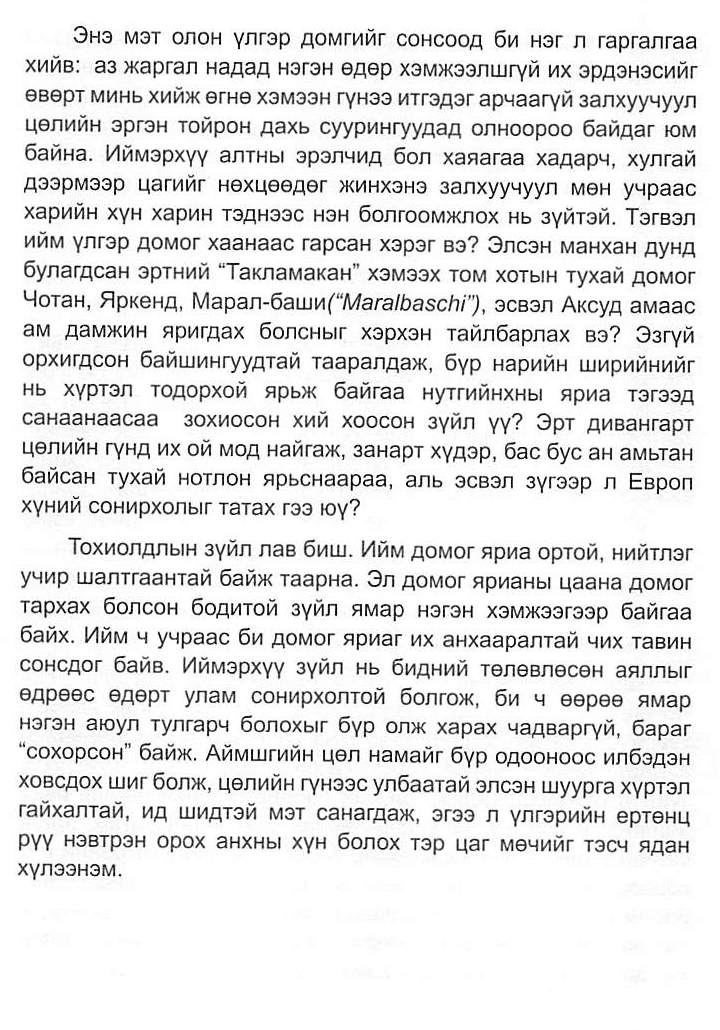 Энэ мэт олон үлгэр домгийг сонсоод би нэг л гаргалгаа
хийв: аз жаргал надад нэгэн өдөр хэмжээлшгүй их эрдэнэсийг
өвөрт минь хийж өгнө хэмээн гүнээ итгэдэг арчаагүй залхуучуул
цөлийн эргэн тойрон дахь суурингуудад олноороо байдаг юм
байна. Иймэрхүү алтны эрэлчид бол хаяагаа хадарч, хулгай
дээрмээр цагийг нөхцөөдөг жинхэнэ залхуучуул мөн учраас
харийн хүн харин тэднээс нэн болгоомжлох нь зүйтэй. Тэгвэл
ийм үлгэр домог хаанаас гарсан хэрэг вэ? Элсэн манхан дунд
булагдсан эртний “Такламакан” хэмээх том хотын тухай домог
Чотан, Яркенд, Марал-баши(“Maralbaschi”), эсвэл Аксуд амаас
ам дамжин яригдах болсныг хэрхэн тайлбарлах вэ? Эзгүй
орхигдсон байшингуудтай тааралдаж, бүр нарийн ширийнийг
нь хүртэл тодорхой ярьж байгаа нутгийнхны яриа тэгээд
санаанаасаа зохиосон хий хоосон зүйл үү? Эрт дивангарт
цөлийн гүнд их ой мод найгаж, занарт хүдэр, бас бус ан амьтан
байсан тухай нотлон ярьснаараа, аль эсвэл зүгээр л Европ
хүний сонирхолыг татах гээ юү?
Тохиолдлын зүйл лав биш. Ийм домог яриа ортой, нийтлэг
учир шалтгаантай байж таарна. Эл домог ярианы цаана домог
тархах болсон бодитой зүйл ямар нэгэн хэмжээгээр байгаа
байх. Ийм ч учраас би домог яриаг их анхааралтай чих тавин
сонсдог байв. Иймэрхүү зүйл нь бидний төлөвлөсөн аяллыг
өдрөөс өдөрт улам сонирхолтой болгож, би ч өөрөө ямар
нэгэн аюул тулгарч болохыг бүр олж харах чадваргүй, бараг
“сохорсон” байж. Аймшгийн цөл намайг бүр одооноос илбэдэн
ховсдох шиг болж, цөлийн гүнээс улбаатай элсэн шуурга хүртэл
гайхалтай, ид шидтэй мэт санагдаж, эгээ л үлгэрийн ертөнц
рүү нэвтрэн орох анхны хүн болох тэр цаг мөчийг тэсч ядан
хүлээнэм.